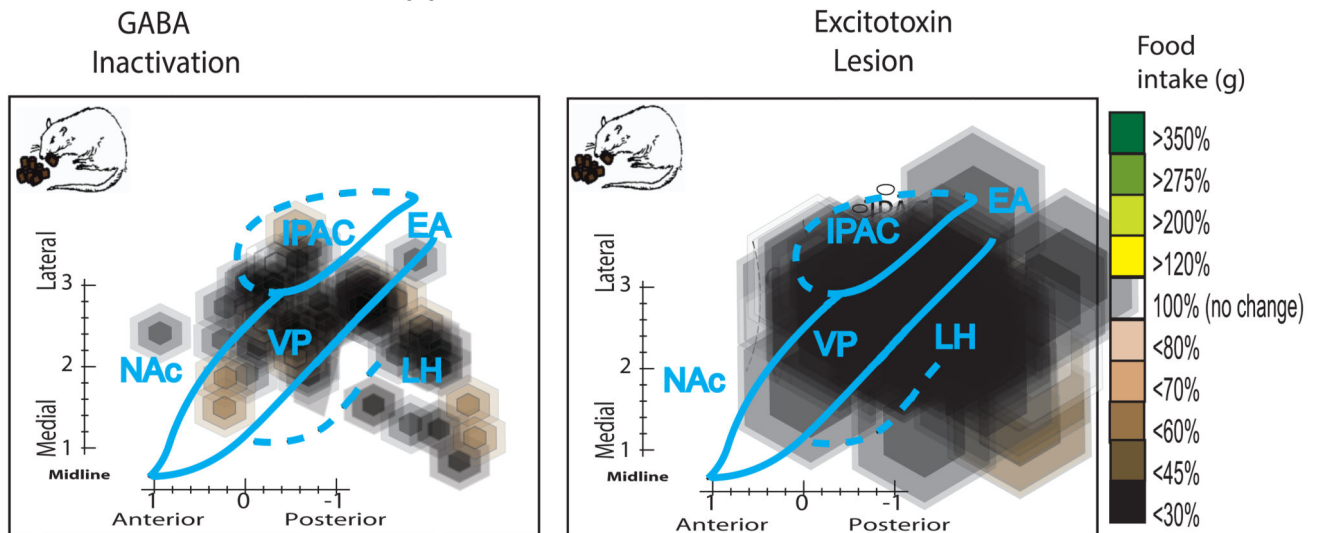 GABA
Inactivation
Lateral
3
2
Medial
1
Midline
1
0
-1
Anterior
Posterior
IPAC
EA
VP
NAc
LH
Excitotoxin
Lesion
Lateral
3
2
Medial
1
Midline
1
0
-1
Anterior
Posterior
IPAC
EA
VP
LH
NAc
Food
intake (g)
>350%
>275%
>200%
>120%
100% (no change)
<80%
<70%
<60%
<45%
<30%